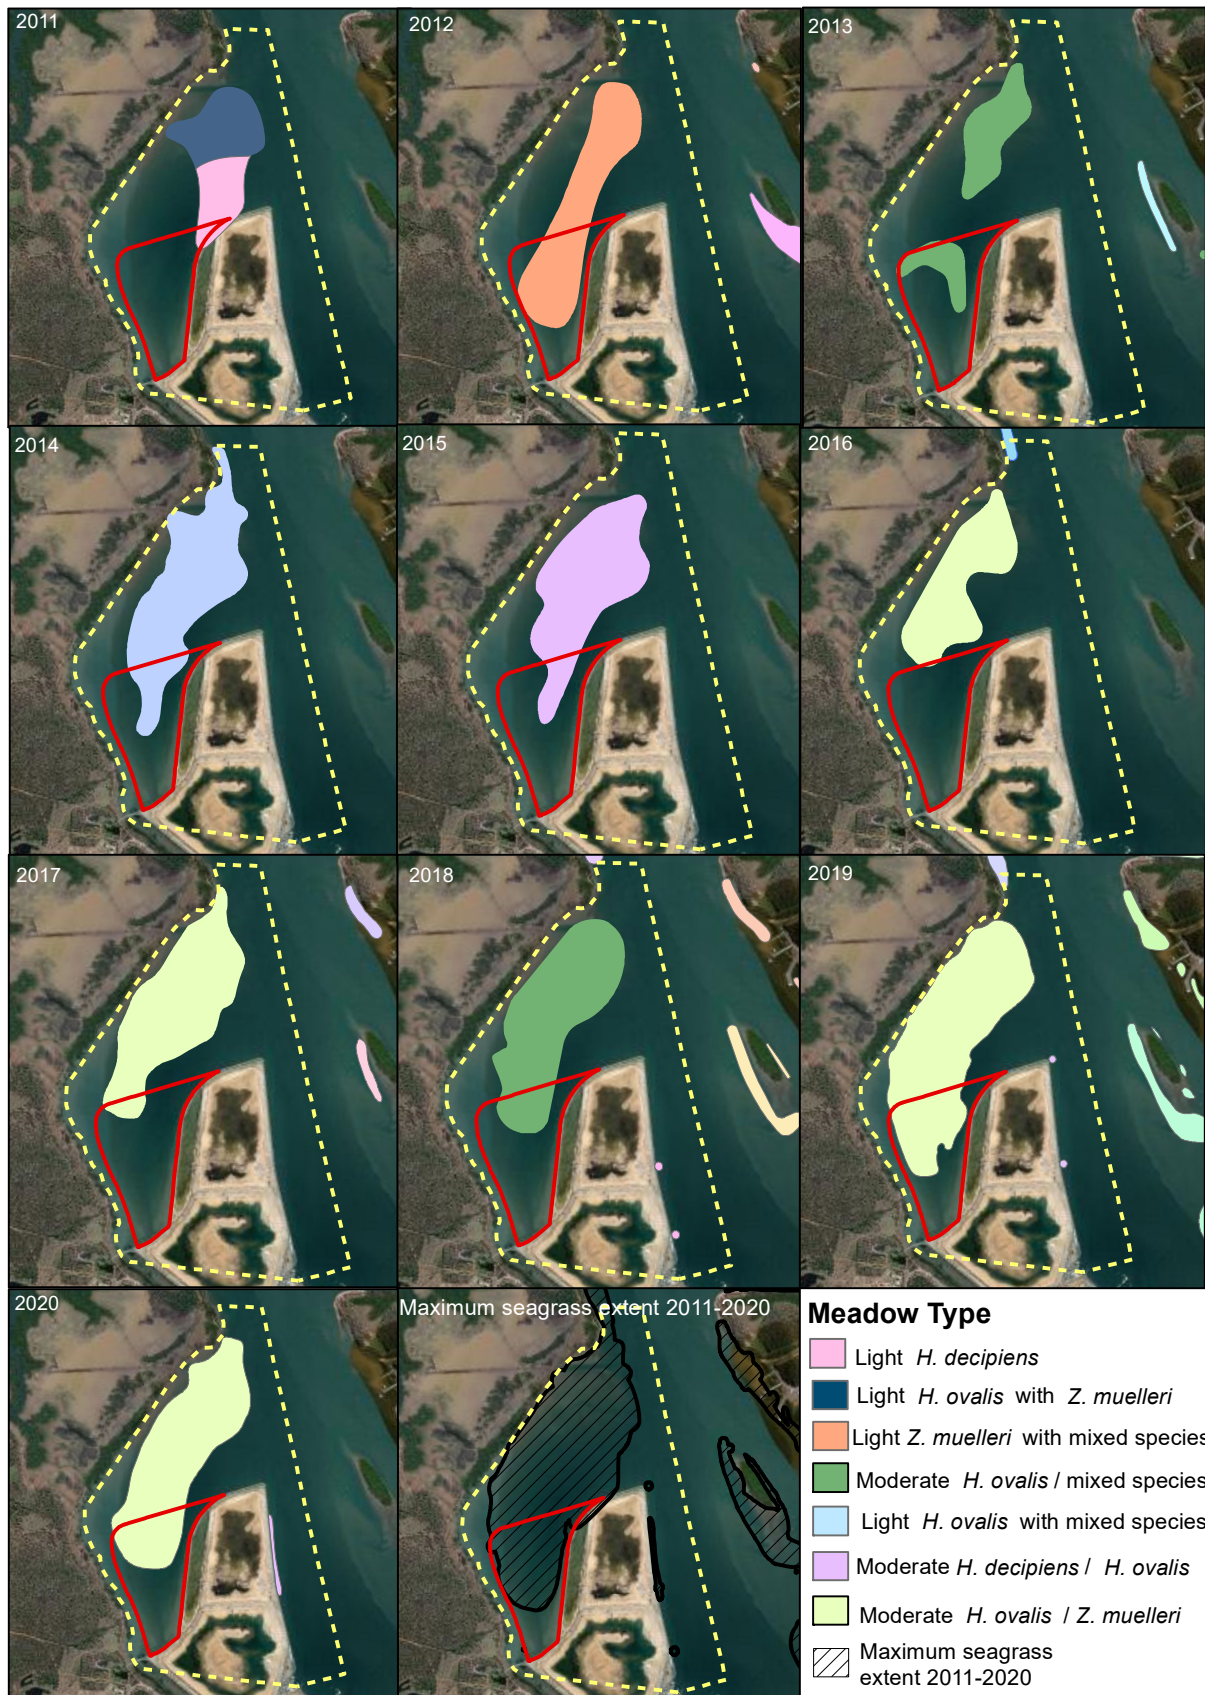 2011
2012
2013
2014
2015
2016
2017
2018
2019
2020
Maximum seagrass extent 2011-2020
Meadow Type
Light H. decipiens
Light H. ovalis with Z. muelleri
Light Z. muelleri with mixed species
Moderate H. ovalis / mixed species
Light H. ovalis with mixed species
Moderate H. decipiens / H. ovalis
Moderate H. ovalis / Z. muelleri
Maximum seagrass
extent 2011-2020